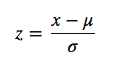 z = (x − μ) / σ